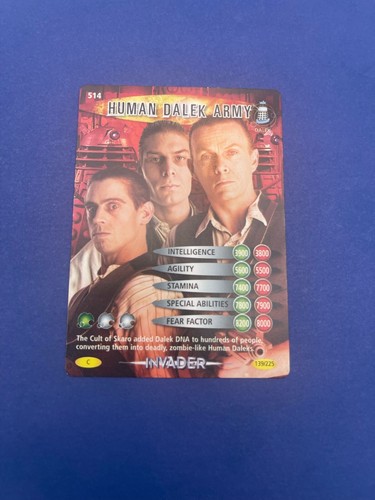 514
HUMAN DALEK ARMY
INTELLIGENCE 3900 3800
AGILITY 5600 5500
STAMINA 7400 7700
SPECIAL ABILITIES 7800 7900
FEAR FACTOR 8200 8000
The Cult of Skaro added Dalek DNA to hundreds of people,
converting them into deadly, zombie-like Human Daleks.
C INVADER 139/225